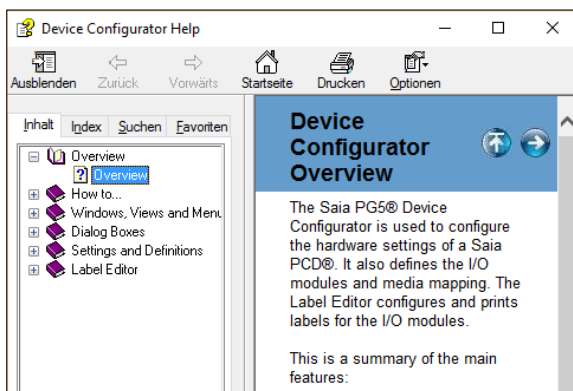 Device Configurator Help
Ausblenden Zurück Vorwärts Startseite Drucken Optionen
Inhalt Index Suchen Favoriten
Overview
Overview
How to...
Windows, Views and Menu
Dialog Boxes
Settings and Definitions
Label Editor
Device
Configurator
Overview
The Saia PG5® Device
Configurator is used to configure
the hardware settings of a Saia
PCD®. It also defines the I/O
modules and media mapping. The
Label Editor configures and prints
labels for the I/O modules.
This is a summary of the main
features: